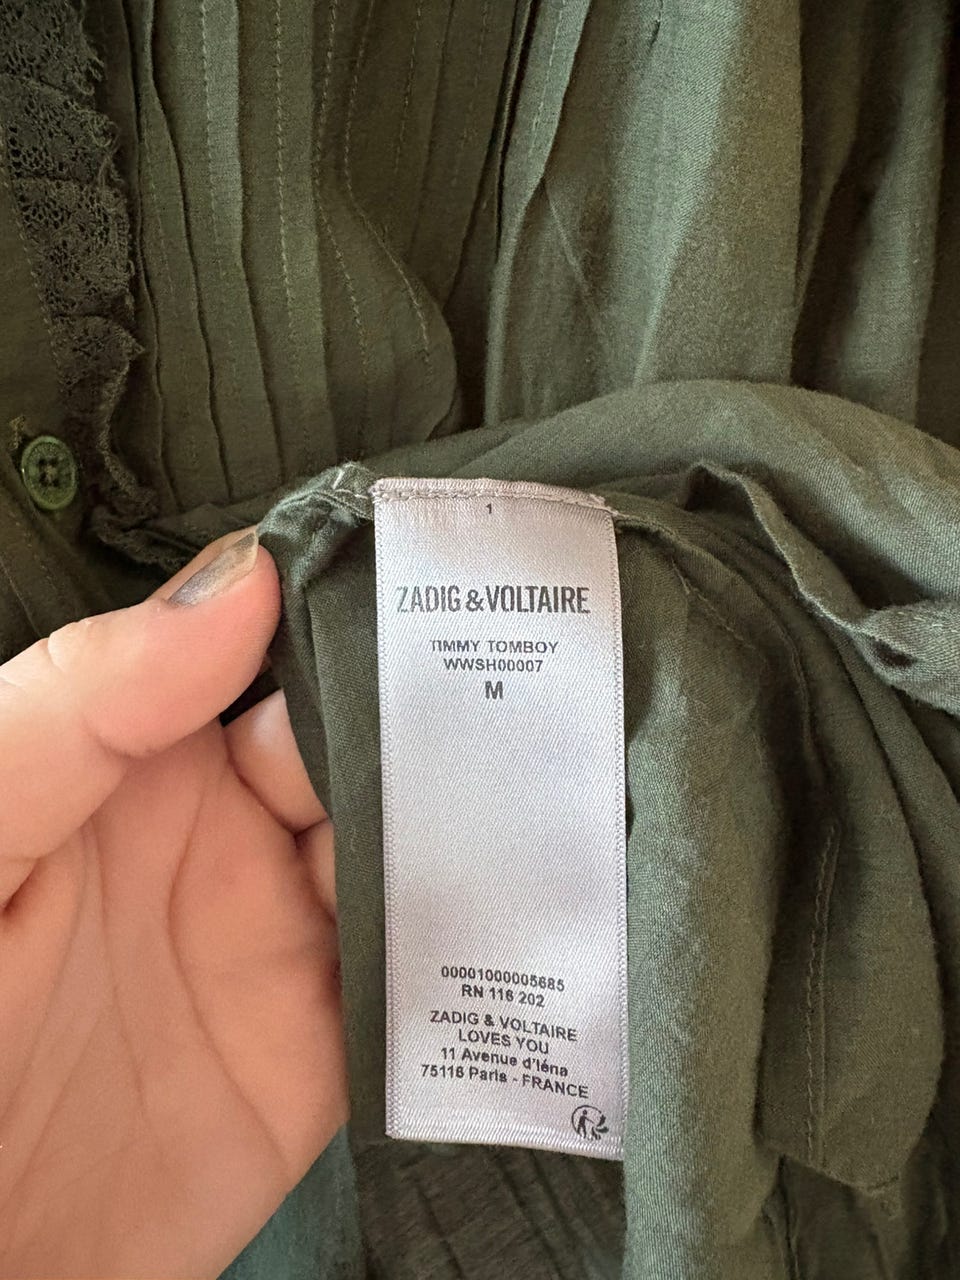 1
ZADIG & VOLTAIRE
TIMMY TOMBOY
WWSH00007
M
00001000005685
RN 116 202
ZADIG & VOLTAIRE
LOVES YOU
11 Avenue d'Iéna
75116 Paris - FRANCE